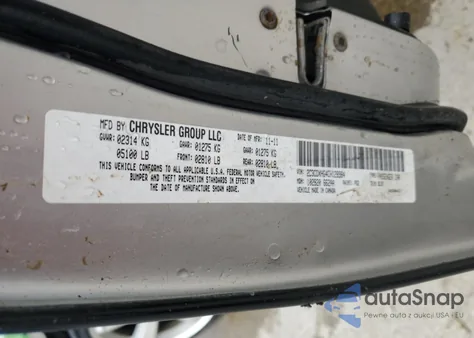 MFD BY CHRYSLER GROUP LLC DATE OF MFR: 11-11
GVWR: 02314 KG GAWR: 01275 KG GAWR: 01275 KG
05100 LB FRONT: 02810 LB REAR: 02810 LB
THIS VEHICLE CONFORMS TO ALL APPLICABLE U.S.A. FEDERAL MOTOR VEHICLE SAFETY,
BUMPER AND THEFT PREVENTION STANDARDS IN EFFECT ON
THE DATE OF MANUFACTURE SHOWN ABOVE.
VIN:
MDH:
VEHICLE MADE IN CANADA
autoSnap
Pewne auta z aukcji USA i EU